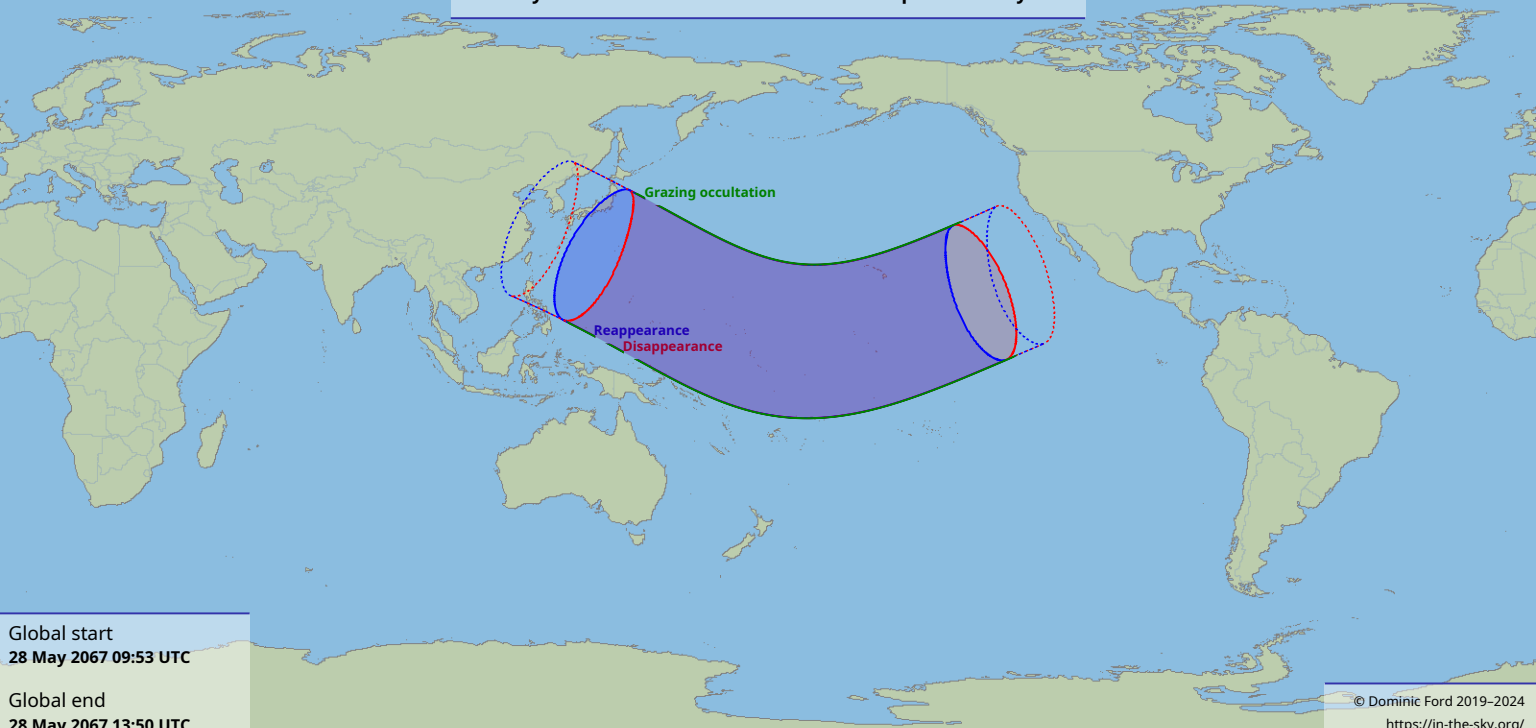 Grazing occultation
Reappearance
Disappearance
Global start
28 May 2067 09:53 UTC
Global end
28 May 2067 13:50 UTC
© Dominic Ford 2019–2024
https://in-the-sky.org/